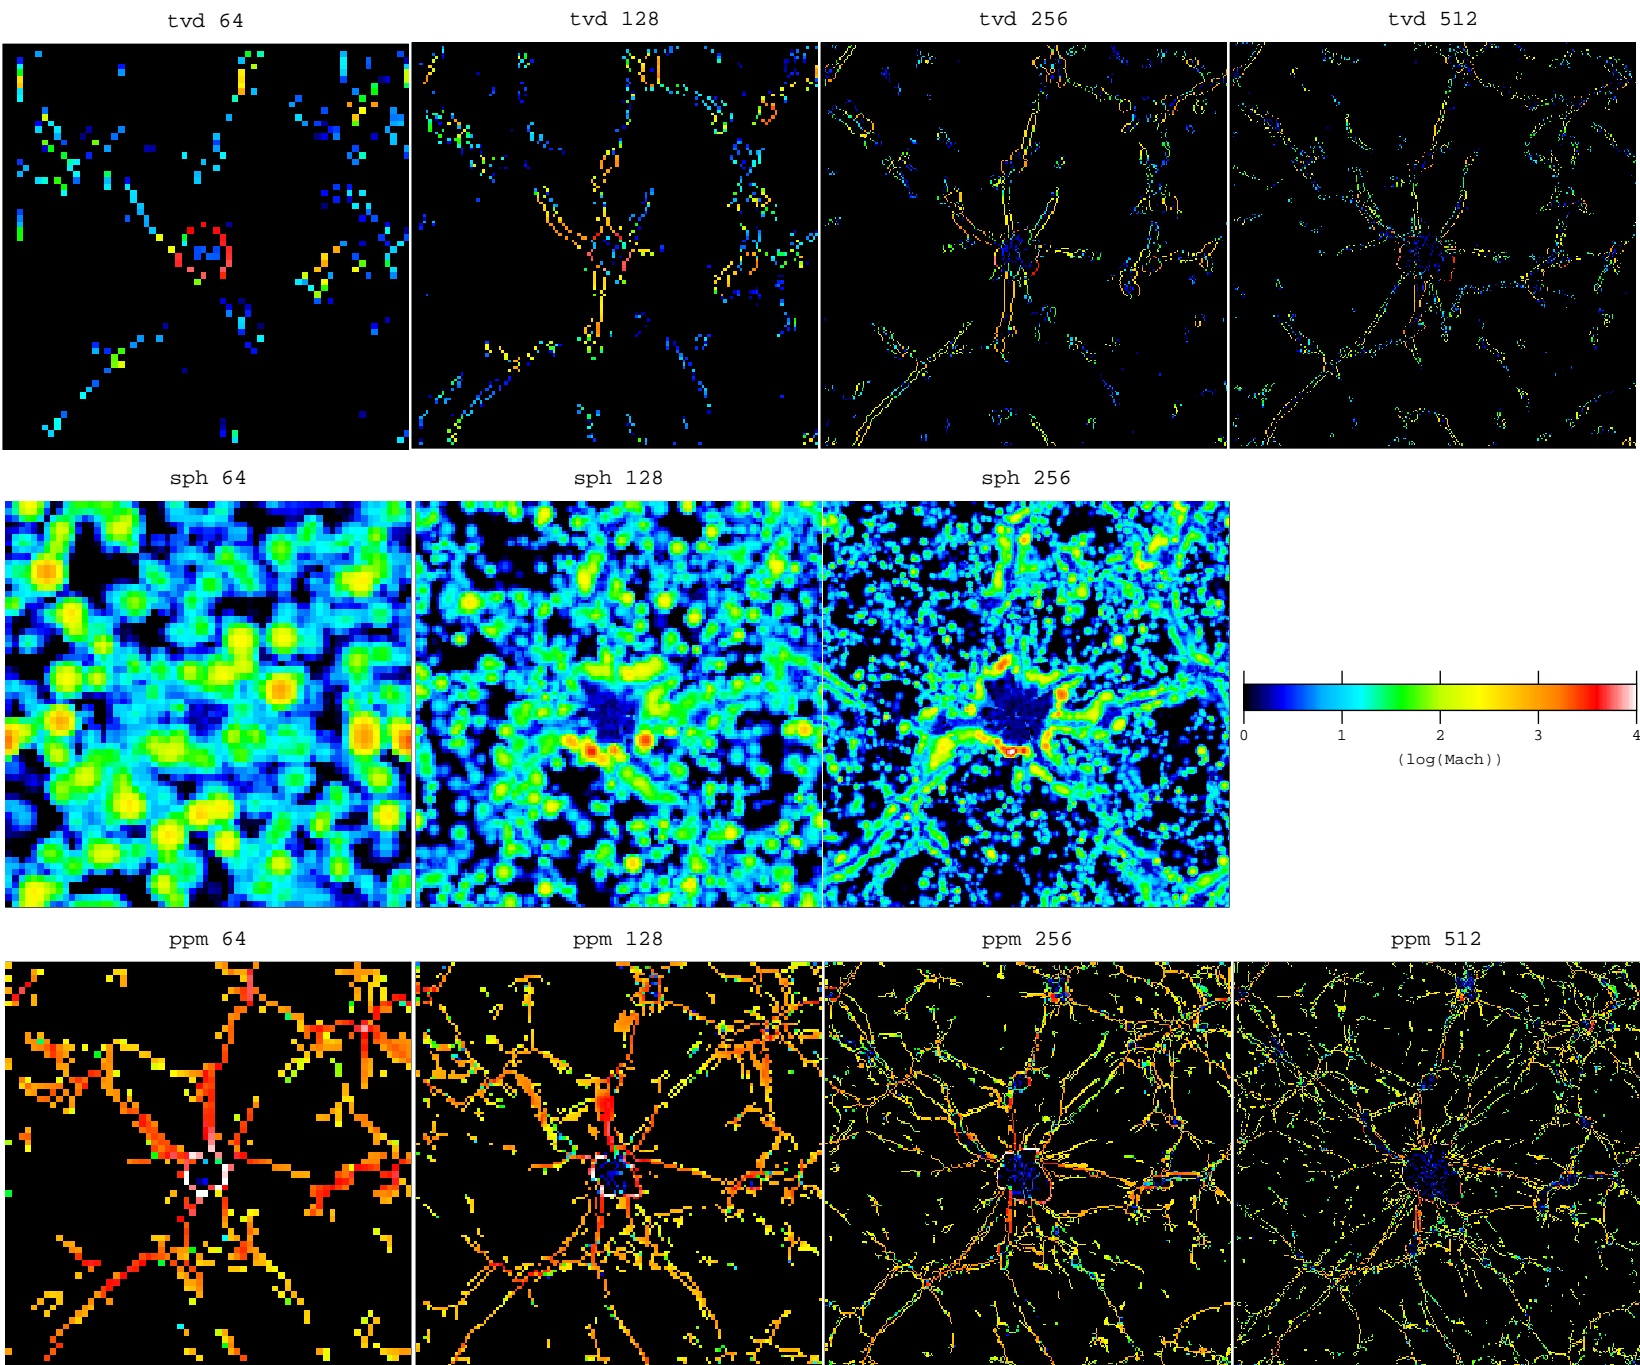 tvd 64
tvd 128
tvd 256
tvd 512
sph 64
sph 128
sph 256
0 1 2 3 4
(log(Mach))
ppm 64
ppm 128
ppm 256
ppm 512